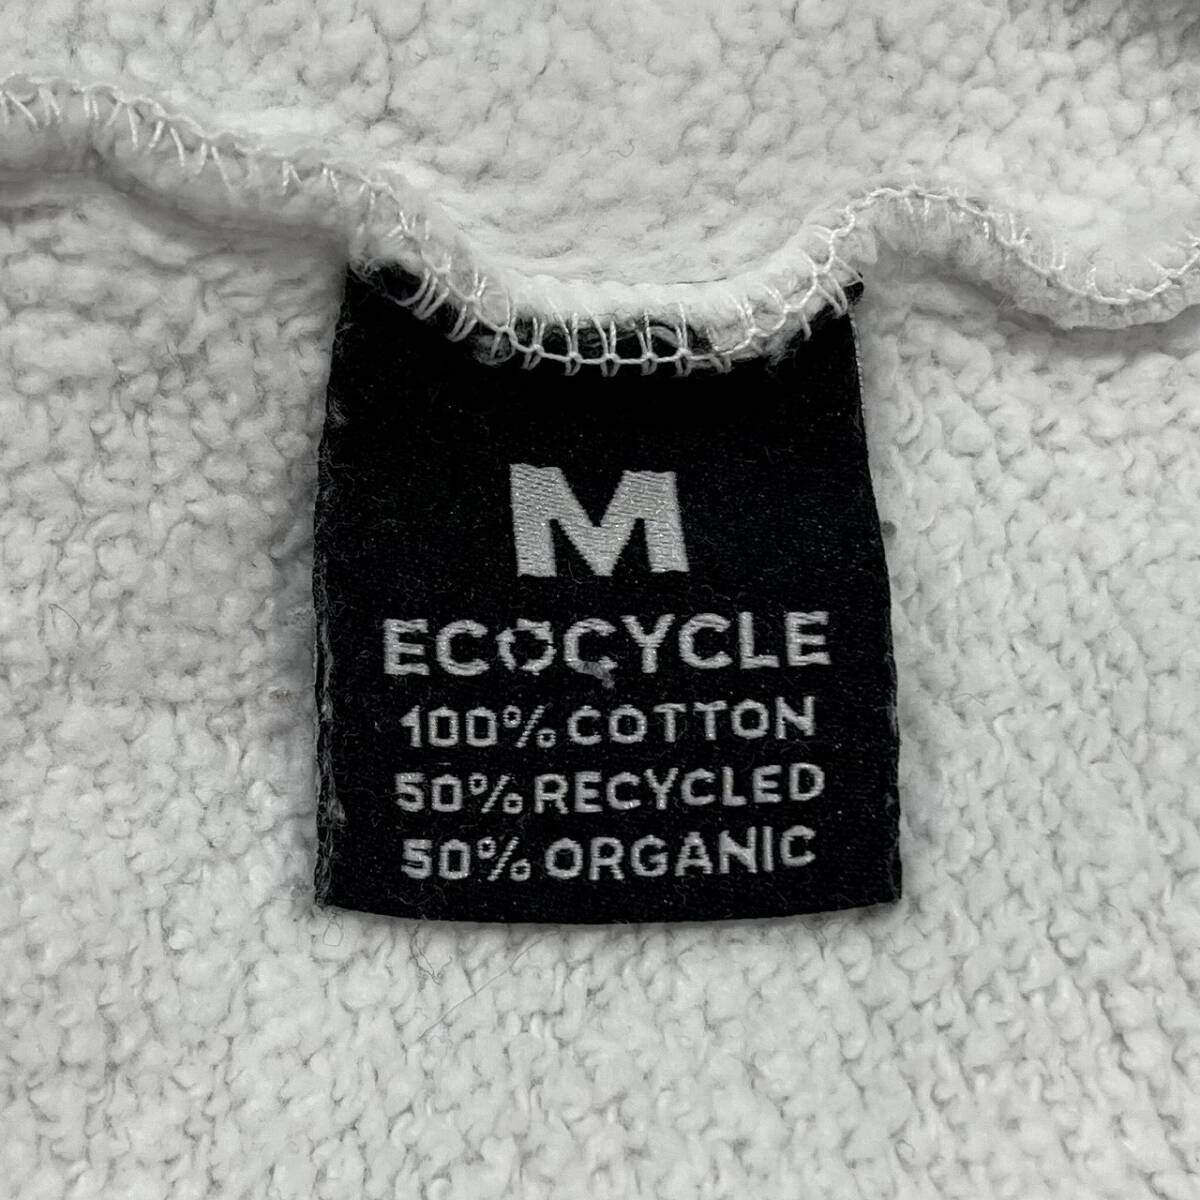 M
ECOCYCLE
100% COTTON
50% RECYCLED
50% ORGANIC